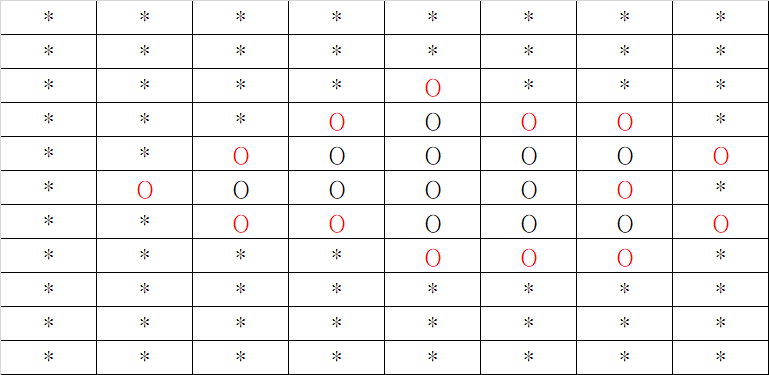 * * * * * * * *
* * * * * * * *
* * * * O * * *
* * * O O O O *
* * O O O O O O
* O O O O O O *
* * O O O O O O
* * * * O O O *
* * * * * * * *
* * * * * * * *
* * * * * * * *